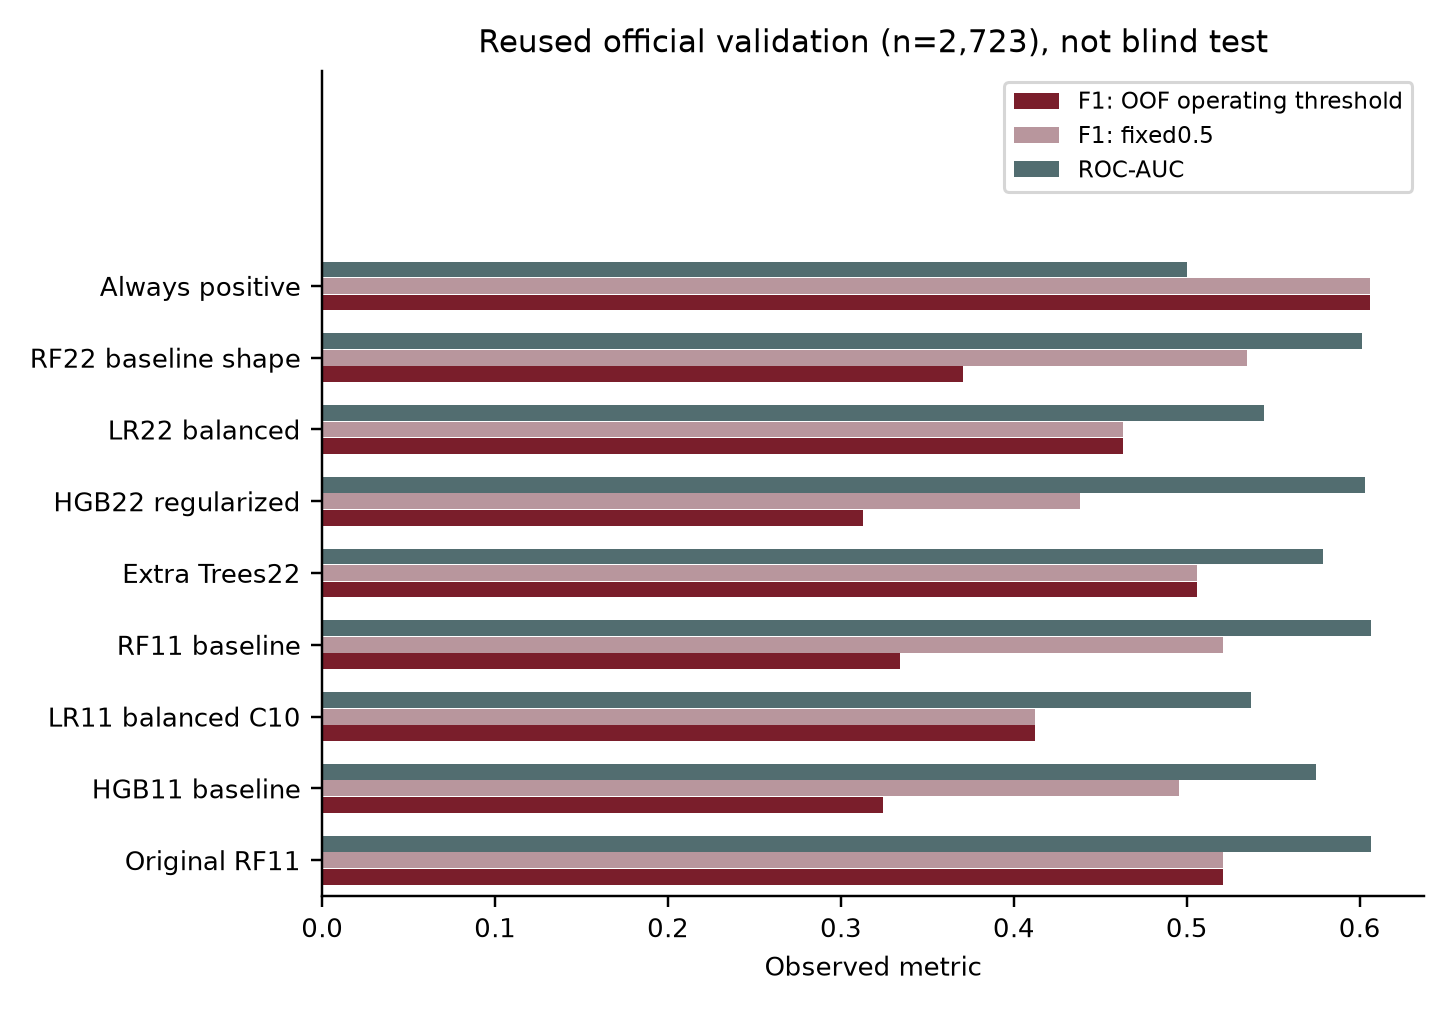 Reused official validation (n=2,723), not blind test
F1: OOF operating threshold
F1: fixed0.5
ROC-AUC
Always positive
RF22 baseline shape
LR22 balanced
HGB22 regularized
Extra Trees22
RF11 baseline
LR11 balanced C10
HGB11 baseline
Original RF11
0.0 0.1 0.2 0.3 0.4 0.5 0.6
Observed metric